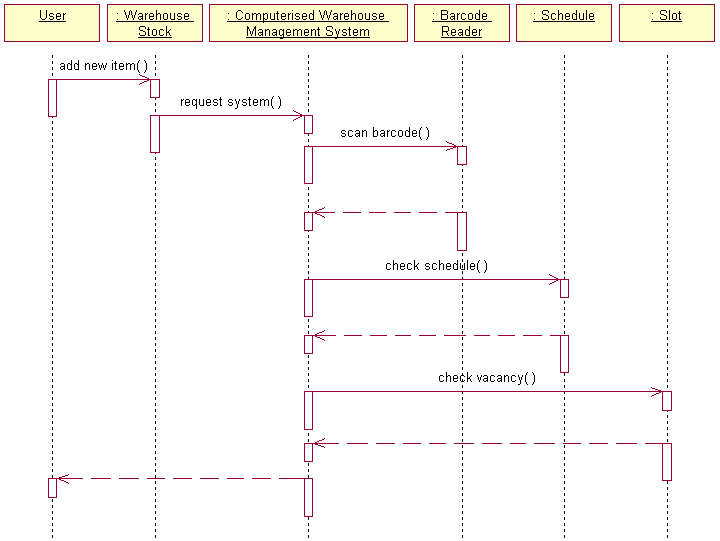 User
: Warehouse
Stock
: Computerised Warehouse
Management System
: Barcode
Reader
: Schedule
: Slot
add new item( )
request system( )
scan barcode( )
check schedule( )
check vacancy( )